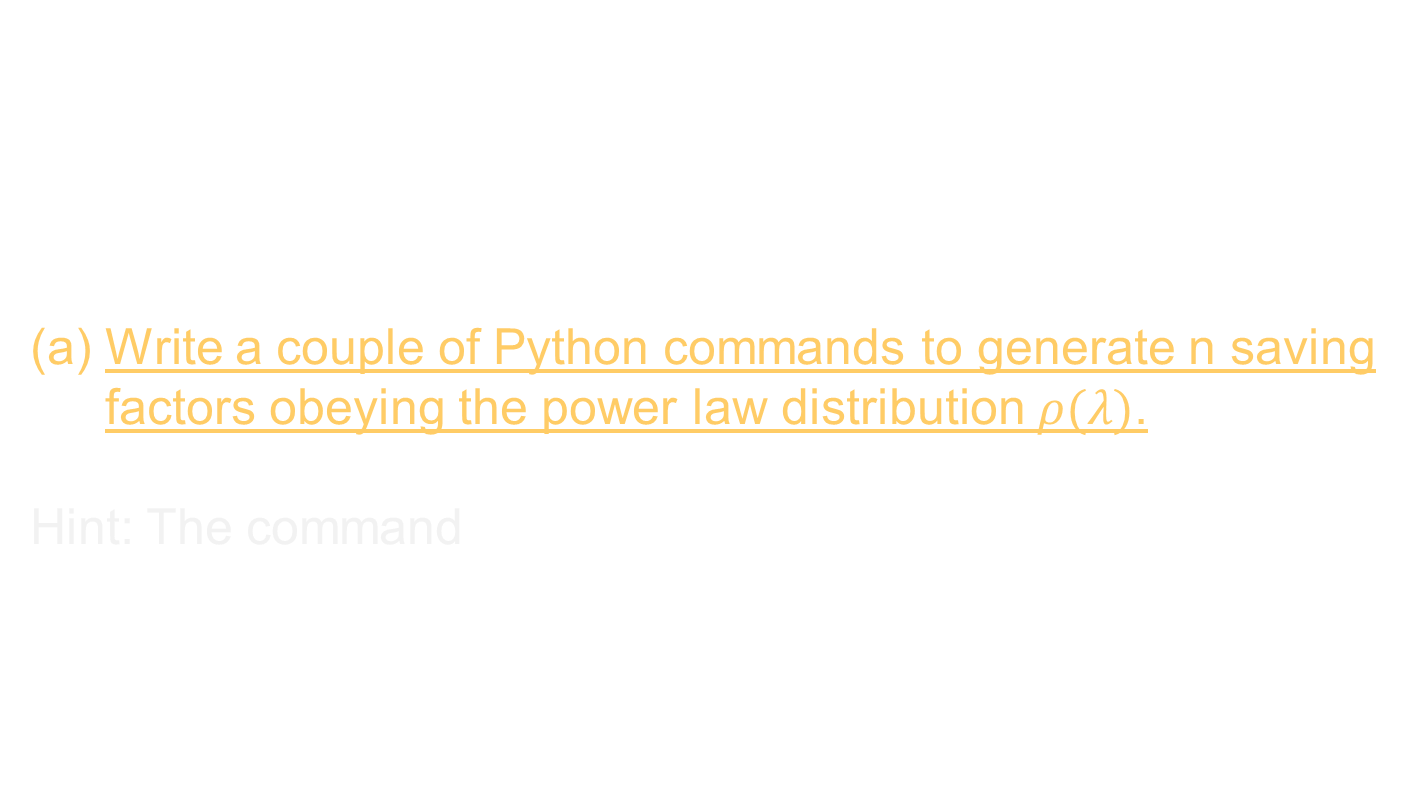 (a) Write a couple of Python commands to generate n saving
factors obeying the power law distribution 𝜌(𝜆).
Hint: The command